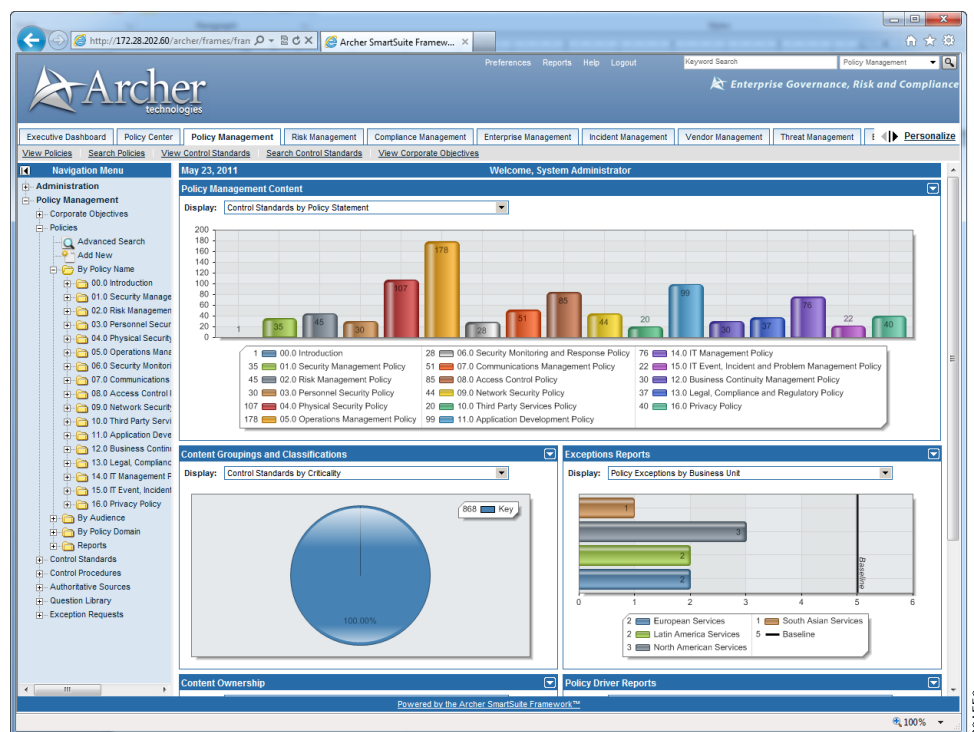 http://172.28.202.60/archer/frames/fran
Archer SmartSuite Framew...
Preferences Reports Help Logout
Keyword Search
Policy Management
Archer
technologies
Enterprise Governance, Risk and Compliance
Executive Dashboard
Policy Center
Policy Management
Risk Management
Compliance Management
Enterprise Management
Incident Management
Vendor Management
Threat Management
Personalize
View Policies Search Policies View Control Standards Search Control Standards View Corporate Objectives
Navigation Menu
Administration
Policy Management
Corporate Objectives
Policies
Advanced Search
Add New
By Policy Name
00.0 Introduction
01.0 Security Manage
02.0 Risk Managemen
03.0 Personnel Secur
04.0 Physical Security
05.0 Operations Mana
06.0 Security Monitori
07.0 Communications
08.0 Access Control I
09.0 Network Security
10.0 Third Party Servi
11.0 Application Deve
12.0 Business Contin
13.0 Legal, Complianc
14.0 IT Management P
15.0 IT Event, Incident
16.0 Privacy Policy
By Audience
By Policy Domain
Reports
Control Standards
Control Procedures
Authoritative Sources
Question Library
Exception Requests
May 23, 2011
Welcome, System Administrator
Policy Management Content
Display: Control Standards by Policy Statement
200
180
160
140
120
100
80
60
40
20
1 35 45 30 107 178 28 51 85 44 20 99 30 37 76 22 40
1 00.0 Introduction
35 01.0 Security Management Policy
45 02.0 Risk Management Policy
30 03.0 Personnel Security Policy
107 04.0 Physical Security Policy
178 05.0 Operations Management Policy
28 06.0 Security Monitoring and Response Policy
51 07.0 Communications Management Policy
85 08.0 Access Control Policy
44 09.0 Network Security Policy
20 10.0 Third Party Services Policy
99 11.0 Application Development Policy
76 14.0 IT Management Policy
22 15.0 IT Event, Incident and Problem Management Policy
30 12.0 Business Continuity Management Policy
37 13.0 Legal, Compliance and Regulatory Policy
40 16.0 Privacy Policy
Content Groupings and Classifications
Display: Control Standards by Criticality
868 Key
100.00%
Exceptions Reports
Display: Policy Exceptions by Business Unit
1
3
2
2
Baseline
0 1 2 3 4 5 6
2 European Services
2 Latin America Services
3 North American Services
1 South Asian Services
5 Baseline
Content Ownership
Policy Driver Reports
Powered by the Archer SmartSuite Framework™
100%